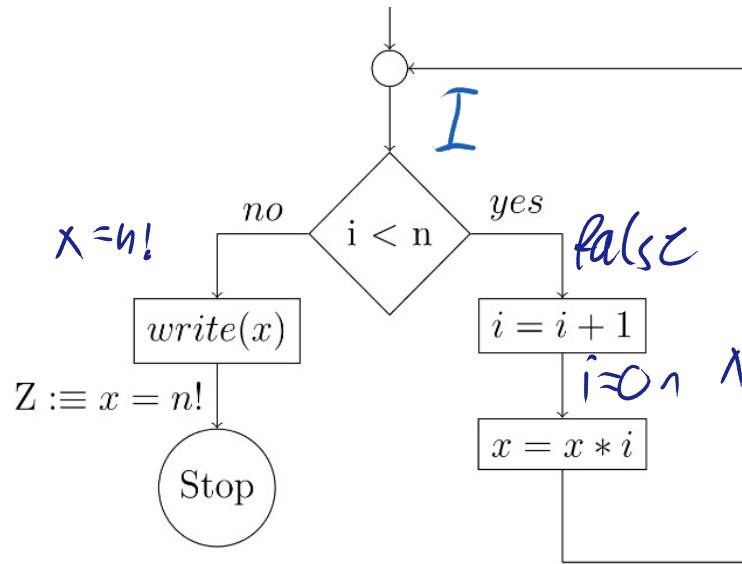 I
no
yes
i < n
x = n!
false
write(x)
i = i + 1
Z :≡ x = n!
i=0 ∧
x = x ∗ i
Stop